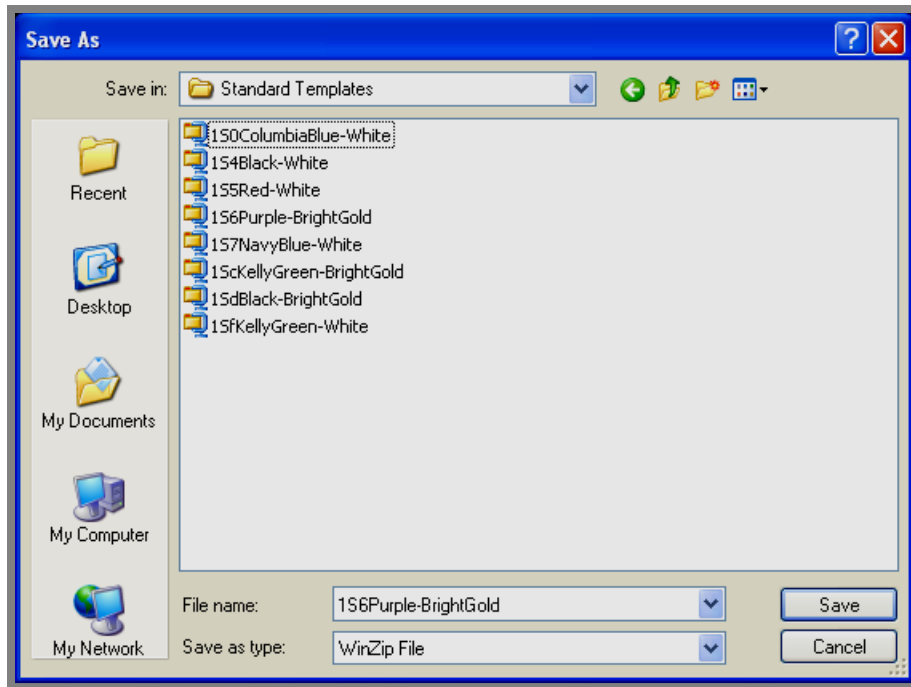 Save As
Save in: Standard Templates
1S0ColumbiaBlue-White
1S4Black-White
1S5Red-White
1S6Purple-BrightGold
1S7NavyBlue-White
1ScKellyGreen-BrightGold
1SdBlack-BrightGold
1SfKellyGreen-White
Recent
Desktop
My Documents
My Computer
My Network
File name: 1S6Purple-BrightGold Save
Save as type: WinZip File Cancel